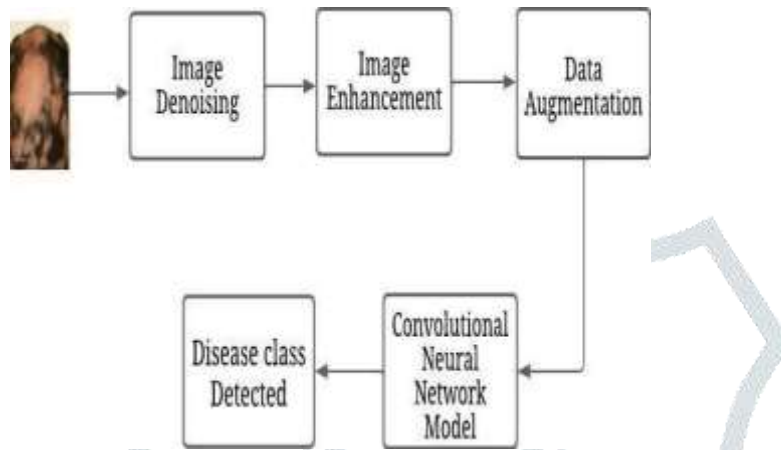 Image
Denoising
Image
Enhancement
Data
Augmentation
Disease class
Detected
Convolutional
Neural
Network
Model